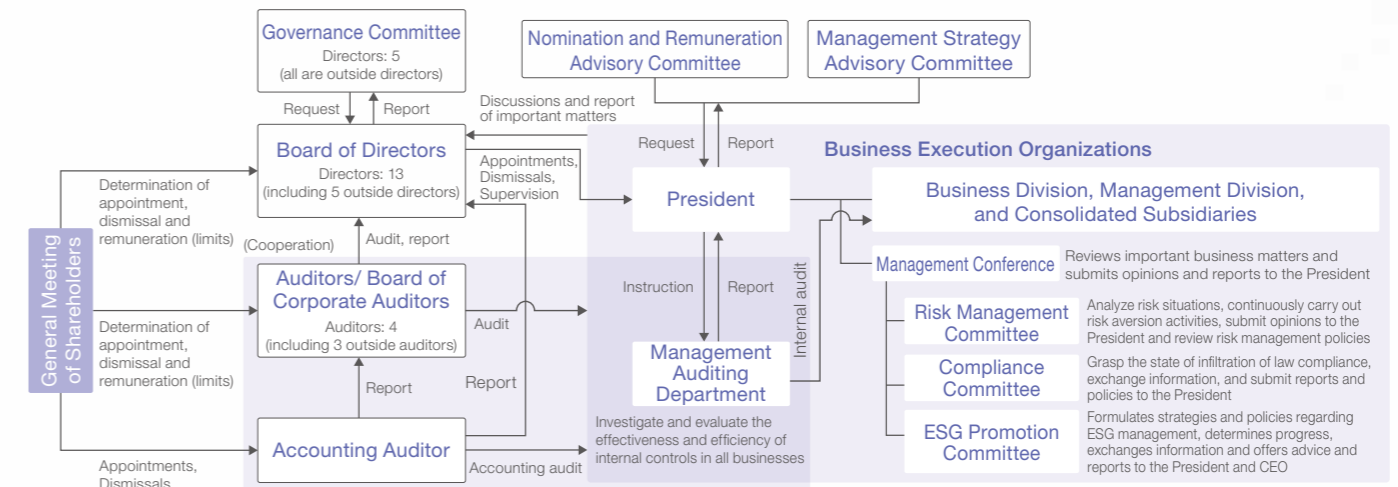 Governance Committee
Directors: 5
(all are outside directors)
Nomination and Remuneration
Advisory Committee
Management Strategy
Advisory Committee
Request
Report
Discussions and report
of important matters
Board of Directors
Directors: 13
(including 5 outside directors)
Appointments,
Dismissals,
Supervision
Request
Report
Business Execution Organizations
President
Business Division, Management Division,
and Consolidated Subsidiaries
Determination of
appointment,
dismissal and
remuneration (limits)
(Cooperation)
Audit, report
General Meeting
of Shareholders
Auditors/ Board of
Corporate Auditors
Auditors: 4
(including 3 outside auditors)
Audit
Instruction
Report
Internal audit
Management Conference
Reviews important business matters and
submits opinions and reports to the President
Risk Management
Committee
Analyze risk situations, continuously carry out
risk aversion activities, submit opinions to the
President and review risk management policies
Determination of
appointment,
dismissal and
remuneration (limits)
Report
Report
Management
Auditing
Department
Compliance
Committee
Grasp the state of infiltration of law compliance,
exchange information, and submit reports and
policies to the President
Investigate and evaluate the
effectiveness and efficiency of
internal controls in all businesses
ESG Promotion
Committee
Formulates strategies and policies regarding
ESG management, determines progress,
exchanges information and offers advice and
reports to the President and CEO
Accounting Auditor
Accounting audit
Appointments,
Dismissals